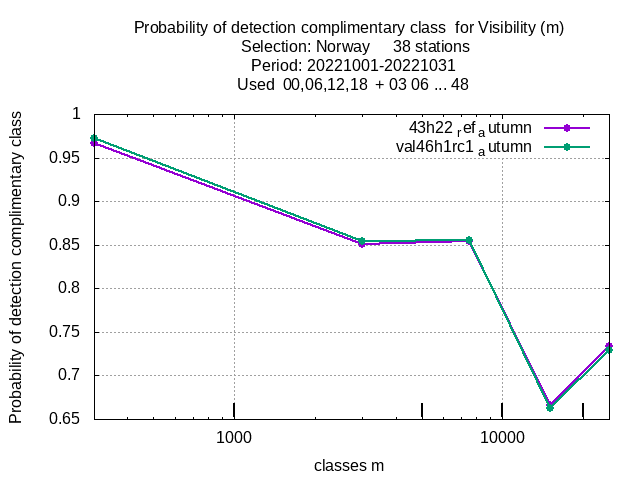 Probability of detection complimentary class  for Visibility (m)
Selection: Norway     38 stations
Period: 20221001-20221031
Used  00,06,12,18  + 03 06 ... 48
Probability of detection complimentary class
1
0.95
0.9
0.85
0.8
0.75
0.7
0.65
43h22 ref a utumn
val46h1rc1 a utumn
1000
10000
classes m